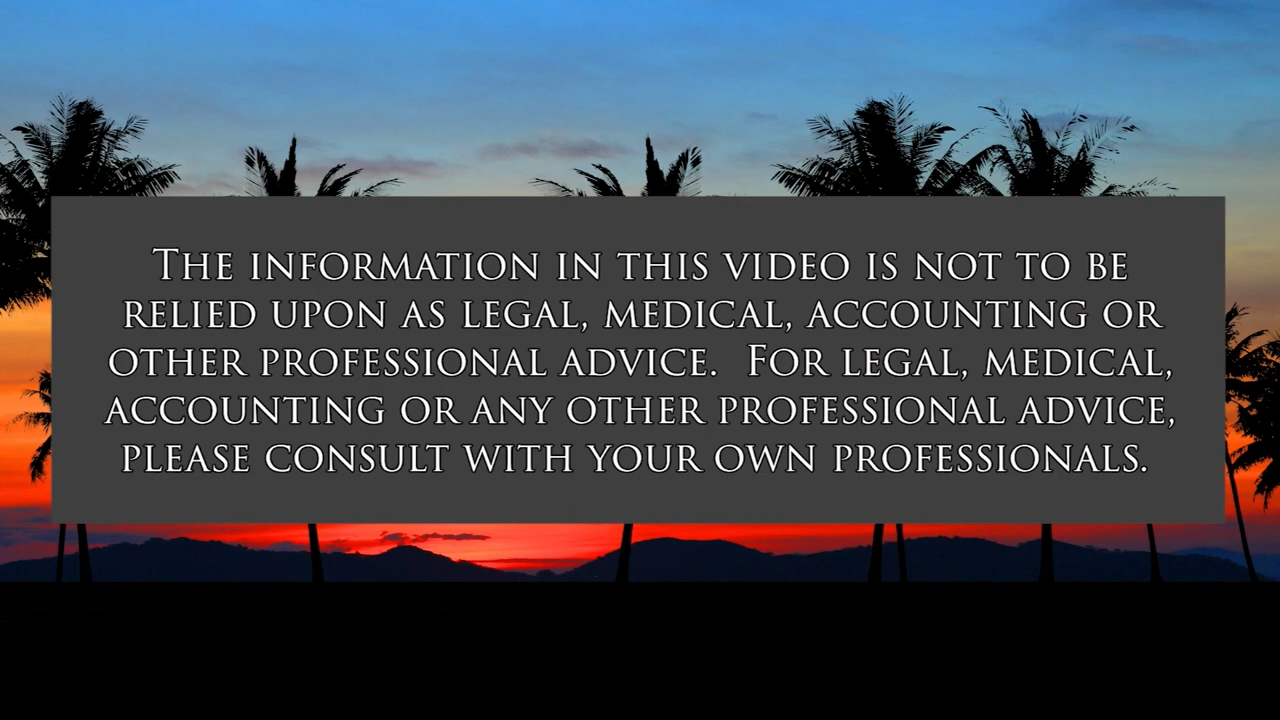 The information in this video is not to be
relied upon as legal, medical, accounting or
other professional advice.  For legal, medical,
accounting or any other professional advice,
please consult with your own professionals.